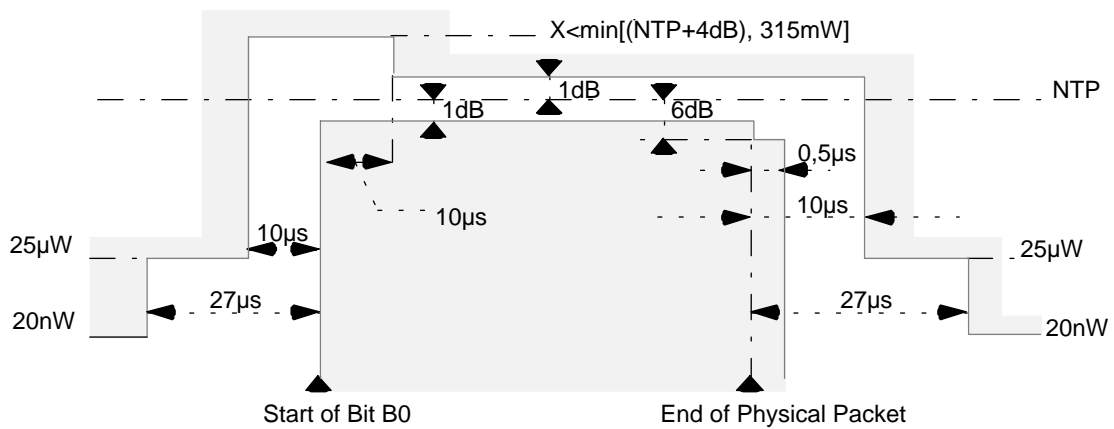 X<min[(NTP+4dB), 315mW]
NTP
1dB
1dB
6dB
0,5µs
10µs
10µs
10µs
25µW
25µW
27µs
27µs
20nW
20nW
Start of Bit B0
End of Physical Packet